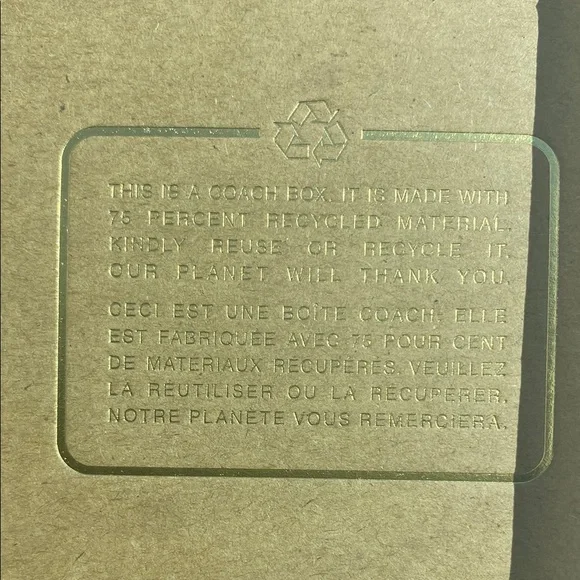 THIS IS A COACH BOX. IT IS MADE WITH
75 PERCENT RECYCLED MATERIAL.
KINDLY REUSE OR RECYCLE IT.
OUR PLANET WILL THANK YOU.
CECI EST UNE BOÎTE COACH. ELLE
EST FABRIQUÉE AVEC 75 POUR CENT
DE MATERIAUX RÉCUPÉRÉS. VEUILLEZ
LA RÉUTILISER OU LA RÉCUPÉRER.
NOTRE PLANÈTE VOUS REMERCIERA.